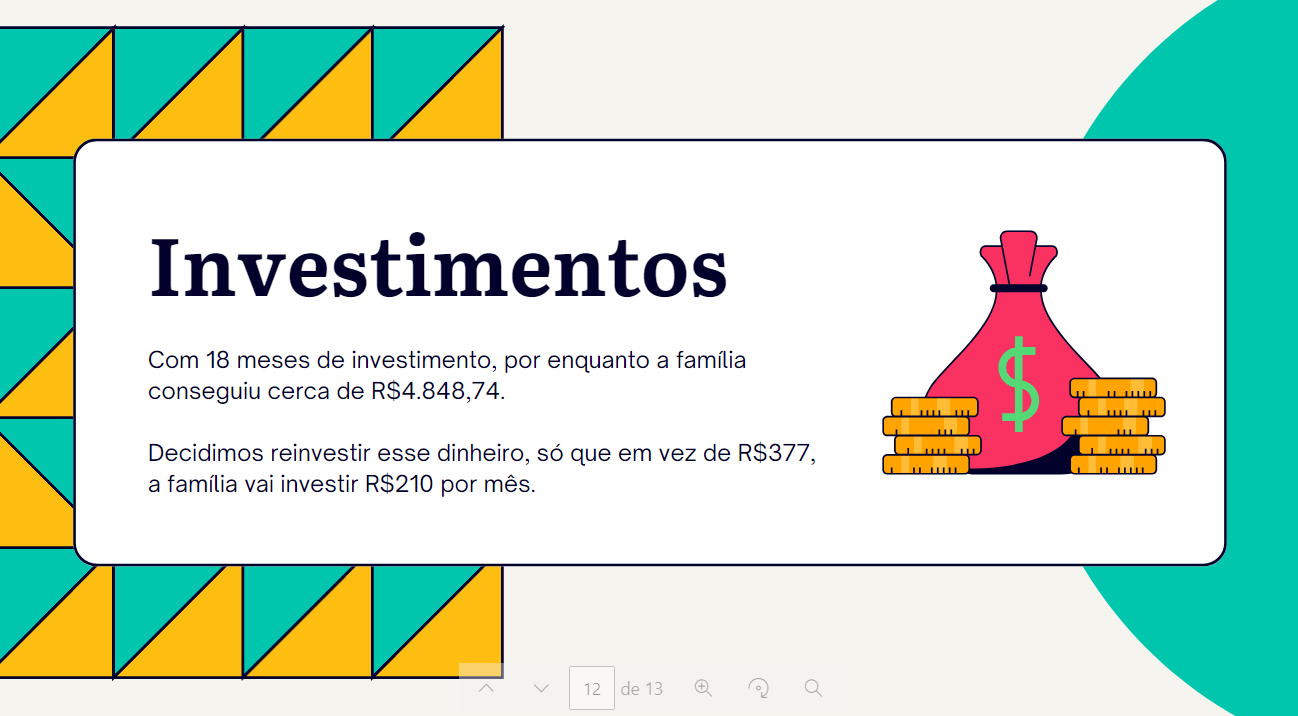 Investimentos
Com 18 meses de investimento, por enquanto a família
conseguiu cerca de R$4.848,74.
Decidimos reinvestir esse dinheiro, só que em vez de R$377,
a família vai investir R$210 por mês.
$
12 de 13